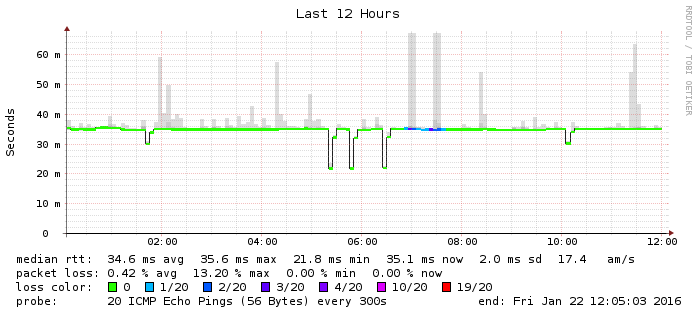 Last 12 Hours
RRDTOOL / TOBI OETIKER
Seconds
60 m
50 m
40 m
30 m
20 m
10 m
0
02:00 04:00 06:00 08:00 10:00 12:00
median rtt: 34.6 ms avg 35.6 ms max 21.8 ms min 35.1 ms now 2.0 ms sd 17.4 am/s
packet loss: 0.42 % avg 13.20 % max 0.00 % min 0.00 % now
loss color: 0 1/20 2/20 3/20 4/20 10/20 19/20
probe: 20 ICMP Echo Pings (56 Bytes) every 300s end: Fri Jan 22 12:05:03 2016